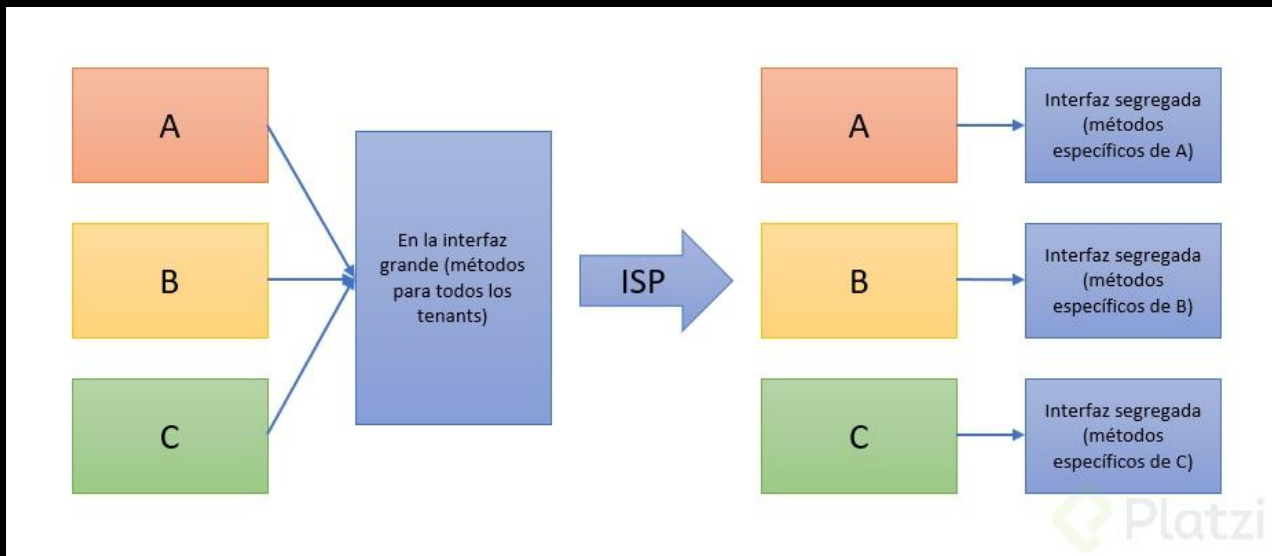 A
B
C
En la interfaz
grande (métodos
para todos los
tenants)
ISP
A
Interfaz segregada
(métodos
específicos de A)
B
Interfaz segregada
(métodos
específicos de B)
C
Interfaz segregada
(métodos
específicos de C)
Platzi